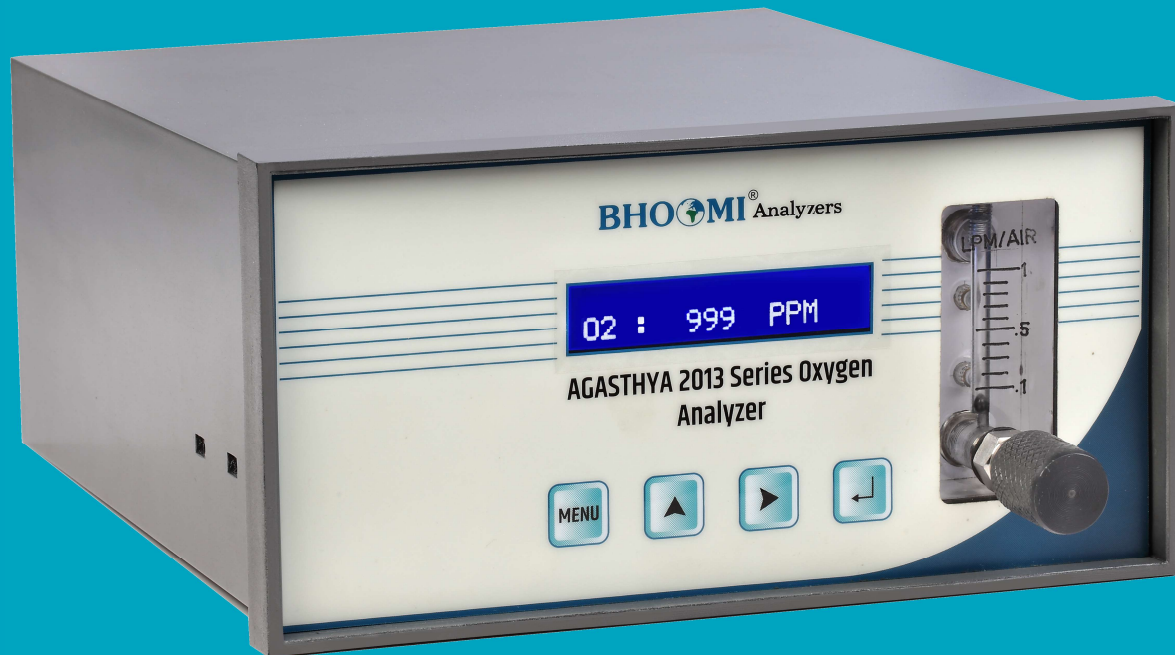 BHOOMI® Analyzers
O2 : 999 PPM
AGASTHYA 2013 Series Oxygen
Analyzer
MENU
LPM/AIR
1
.5
.1